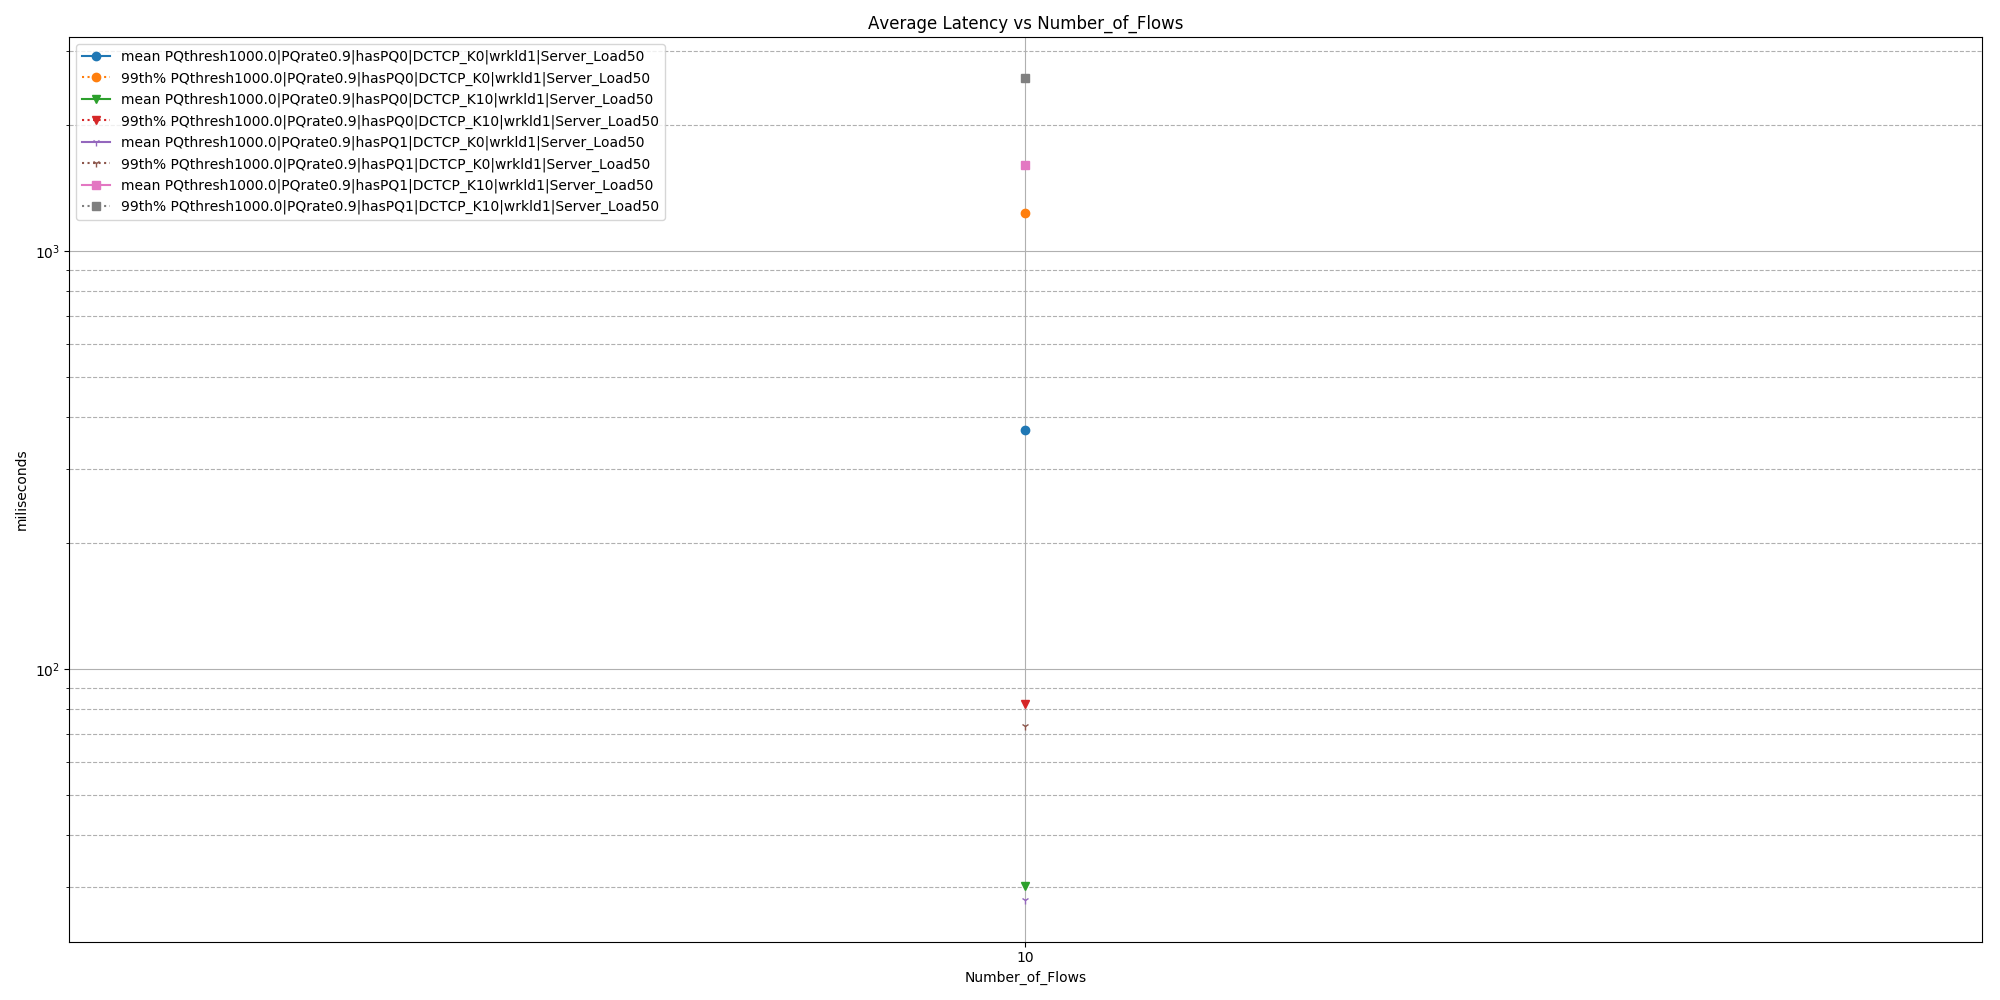 Average Latency vs Number_of_Flows
mean PQthresh1000.0|PQrate0.9|hasPQ0|DCTCP_K0|wrkld1|Server_Load50
99th% PQthresh1000.0|PQrate0.9|hasPQ0|DCTCP_K0|wrkld1|Server_Load50
mean PQthresh1000.0|PQrate0.9|hasPQ0|DCTCP_K10|wrkld1|Server_Load50
99th% PQthresh1000.0|PQrate0.9|hasPQ0|DCTCP_K10|wrkld1|Server_Load50
mean PQthresh1000.0|PQrate0.9|hasPQ1|DCTCP_K0|wrkld1|Server_Load50
99th% PQthresh1000.0|PQrate0.9|hasPQ1|DCTCP_K0|wrkld1|Server_Load50
mean PQthresh1000.0|PQrate0.9|hasPQ1|DCTCP_K10|wrkld1|Server_Load50
99th% PQthresh1000.0|PQrate0.9|hasPQ1|DCTCP_K10|wrkld1|Server_Load50
10³
miliseconds
10²
10
Number_of_Flows